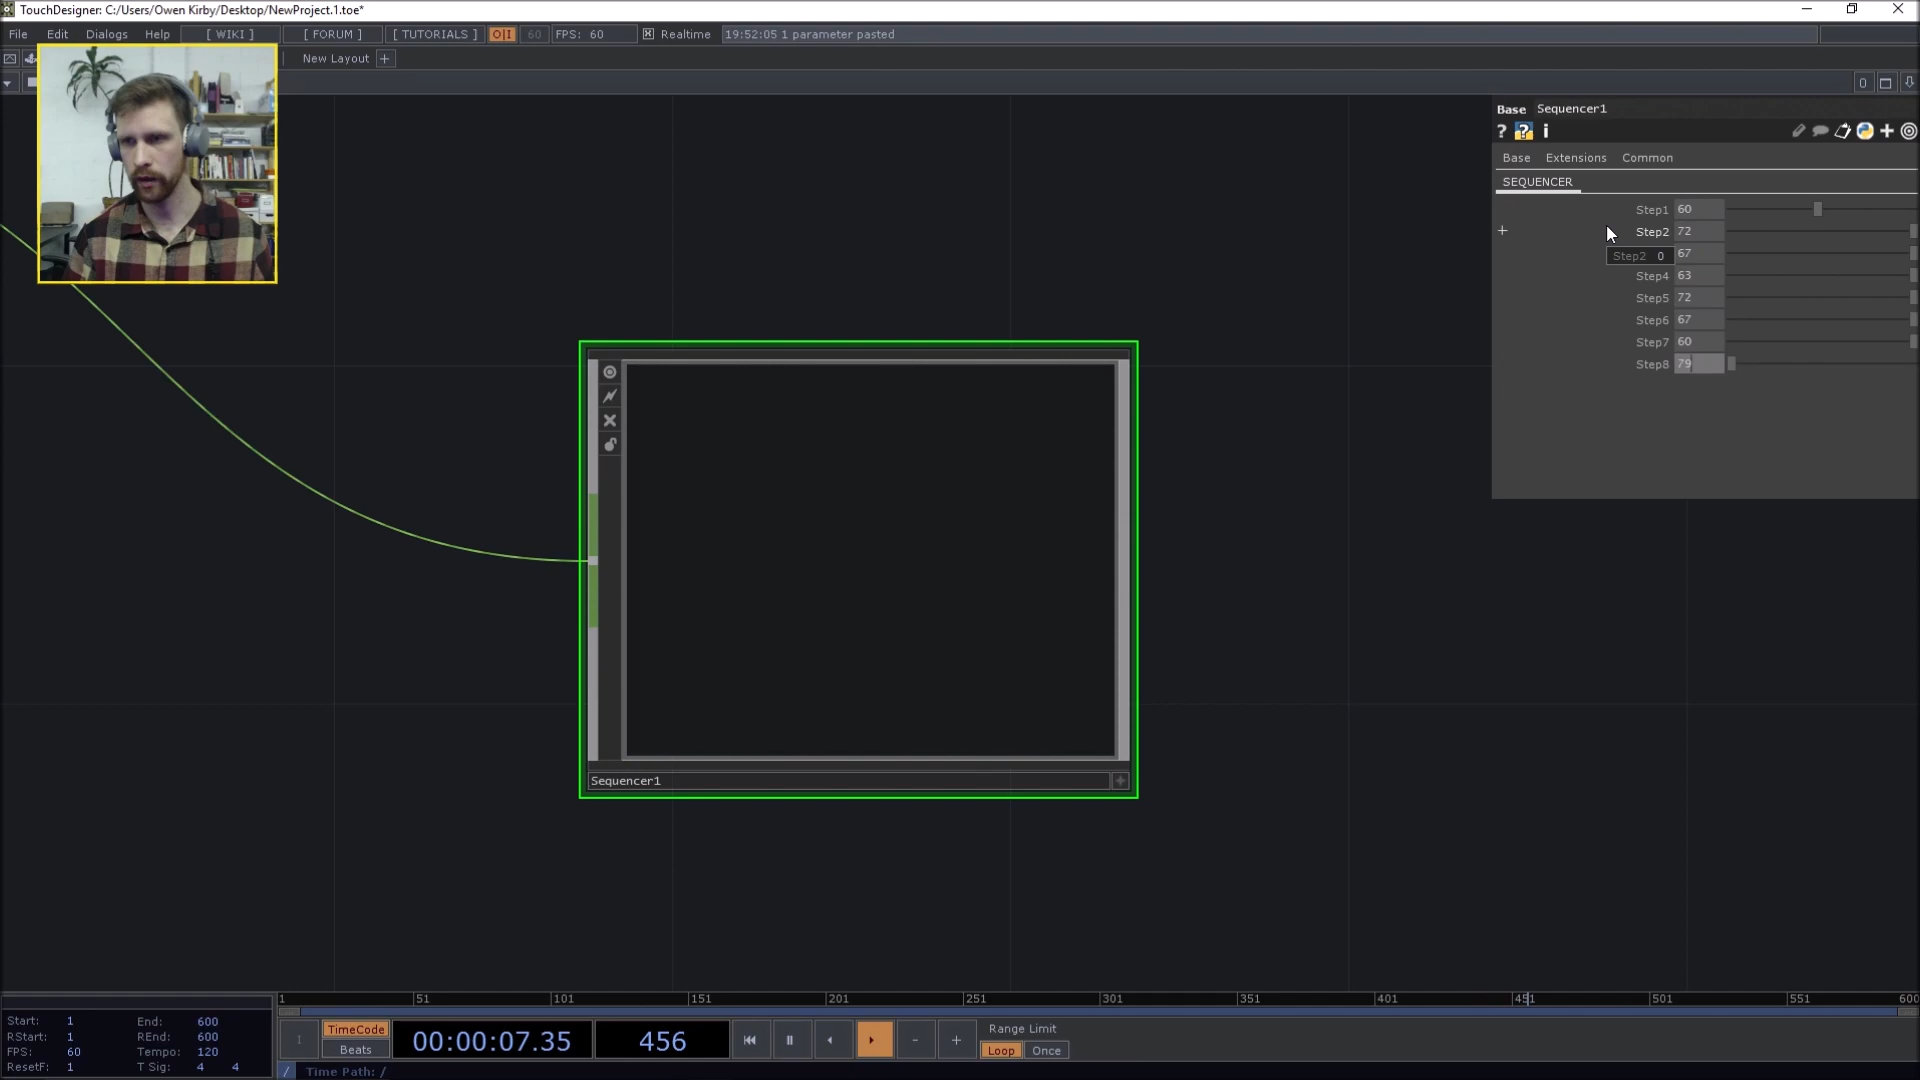 TouchDesigner: C:/Users/Owen Kirby/Desktop/NewProject.1.toe*
File Edit Dialogs Help [ WIKI ] [ FORUM ] [ TUTORIALS ] O|I 60 FPS: 60 Realtime 19:52:05 1 parameter pasted
New Layout +
0
Base Sequencer1
? ? i
Base Extensions Common
SEQUENCER
Step1 60
+ Step2 72
Step2 0 67
Step4 63
Step5 72
Step6 67
Step7 60
Step8 79
Sequencer1
1 51 101 151 201 251 301 351 401 451 501 551 600
Start: 1 End: 600
RStart: 1 REnd: 600
FPS: 60 Tempo: 120
ResetF: 1 T Sig: 4 4
TimeCode
Beats
00:00:07.35 456
Range Limit
Loop Once
/ Time Path: /